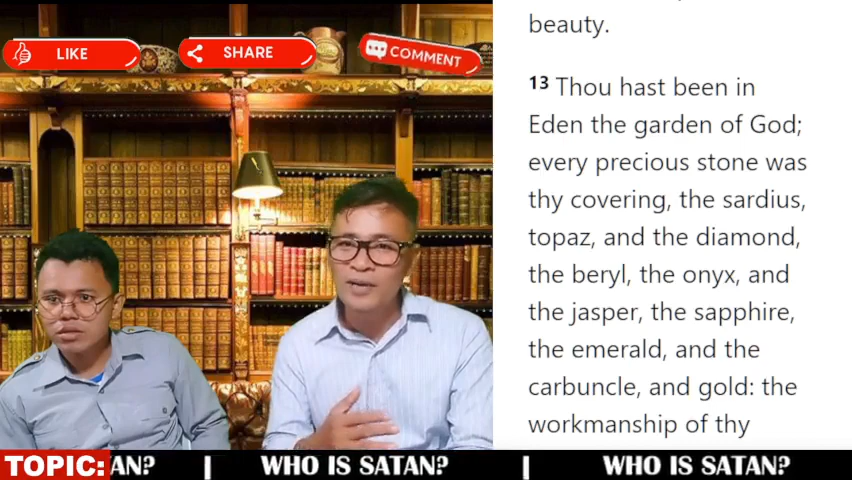 LIKE
SHARE
COMMENT
beauty.
13 Thou hast been in
Eden the garden of God;
every precious stone was
thy covering, the sardius,
topaz, and the diamond,
the beryl, the onyx, and
the jasper, the sapphire,
the emerald, and the
carbuncle, and gold: the
workmanship of thy
TOPIC: AN? | WHO IS SATAN? | WHO IS SATAN?